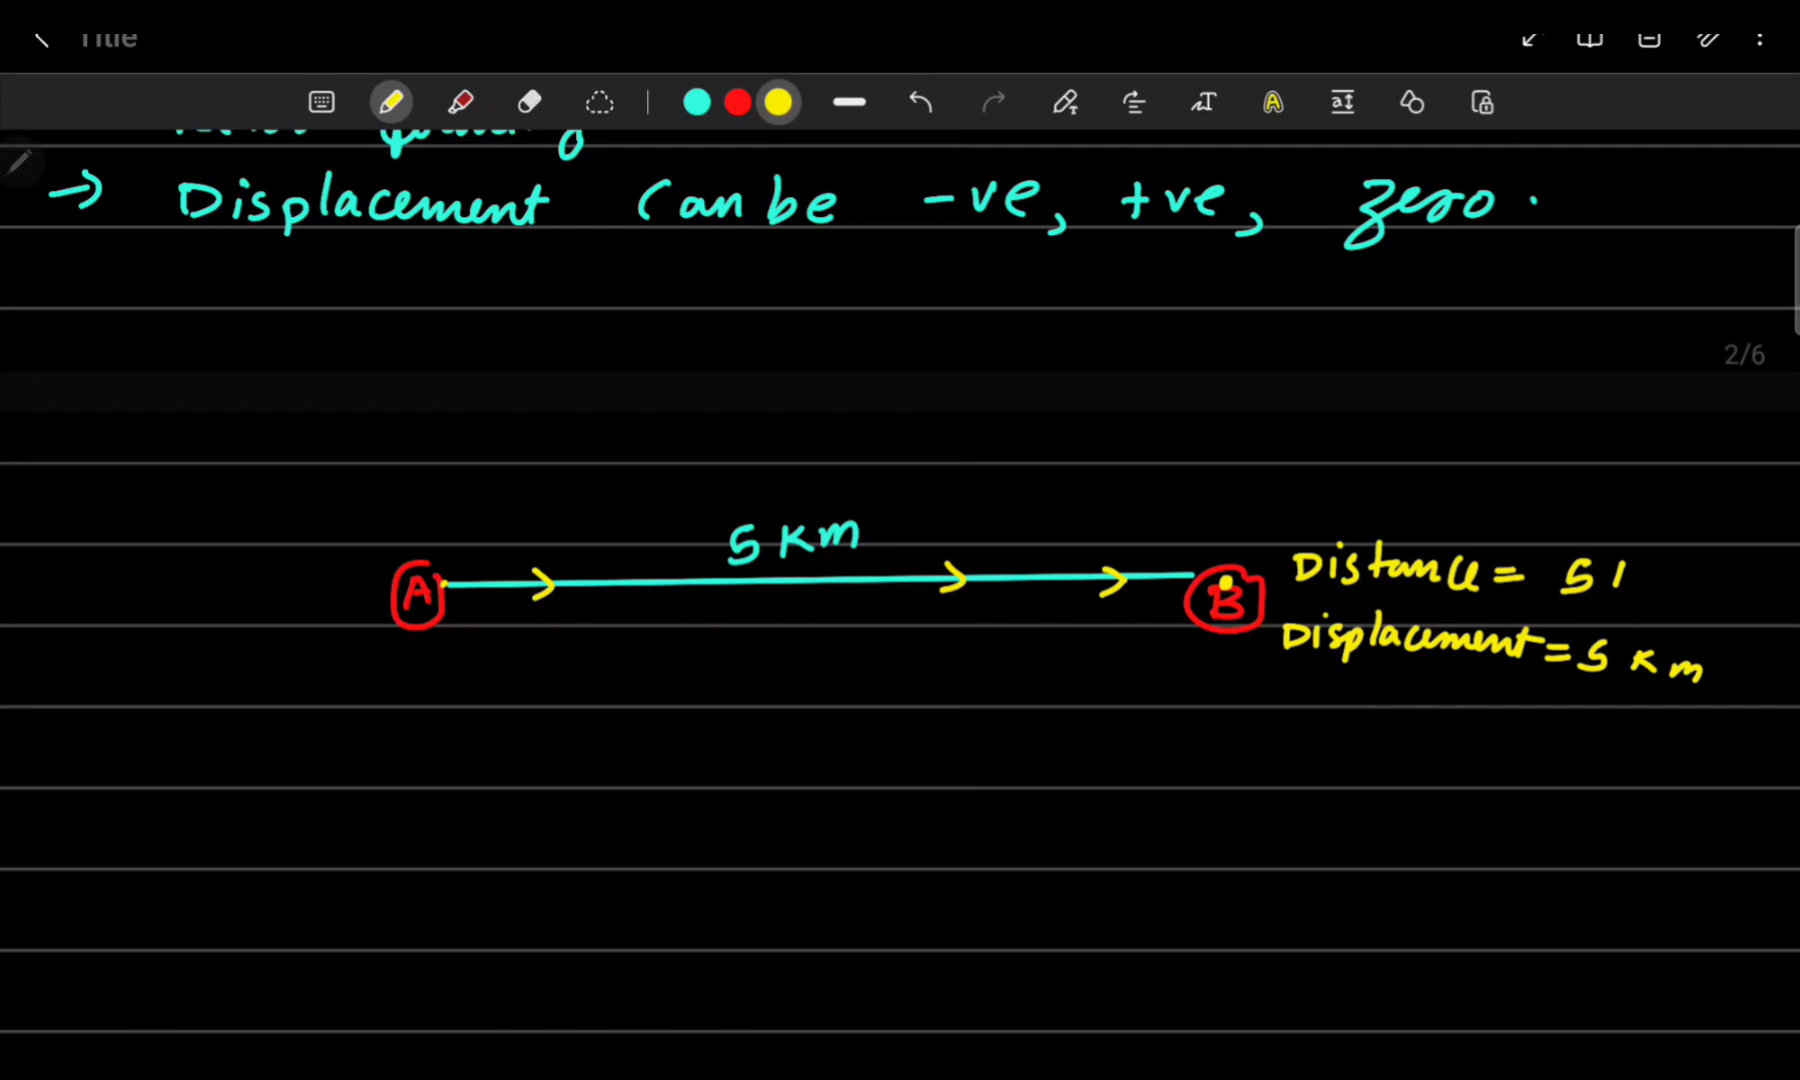 Title
→ Displacement can be -ve, +ve, zero.
2/6
5 Km
A
B
Distance = 5
Displacement = 5 Km